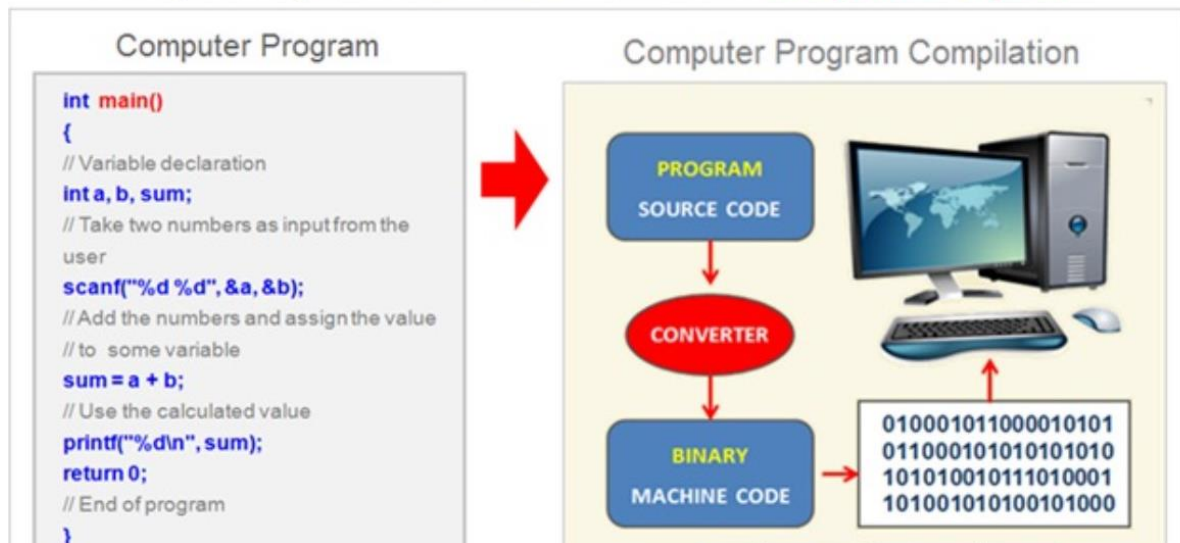 Computer Program
int main()
{
// Variable declaration
int a, b, sum;
// Take two numbers as input from the
user
scanf("%d %d", &a, &b);
// Add the numbers and assign the value
// to some variable
sum = a + b;
// Use the calculated value
printf("%d\n", sum);
return 0;
// End of program
}
Computer Program Compilation
PROGRAM
SOURCE CODE
CONVERTER
BINARY
MACHINE CODE
010001011000010101
011000101010101010
101010010111010001
101001010100101000